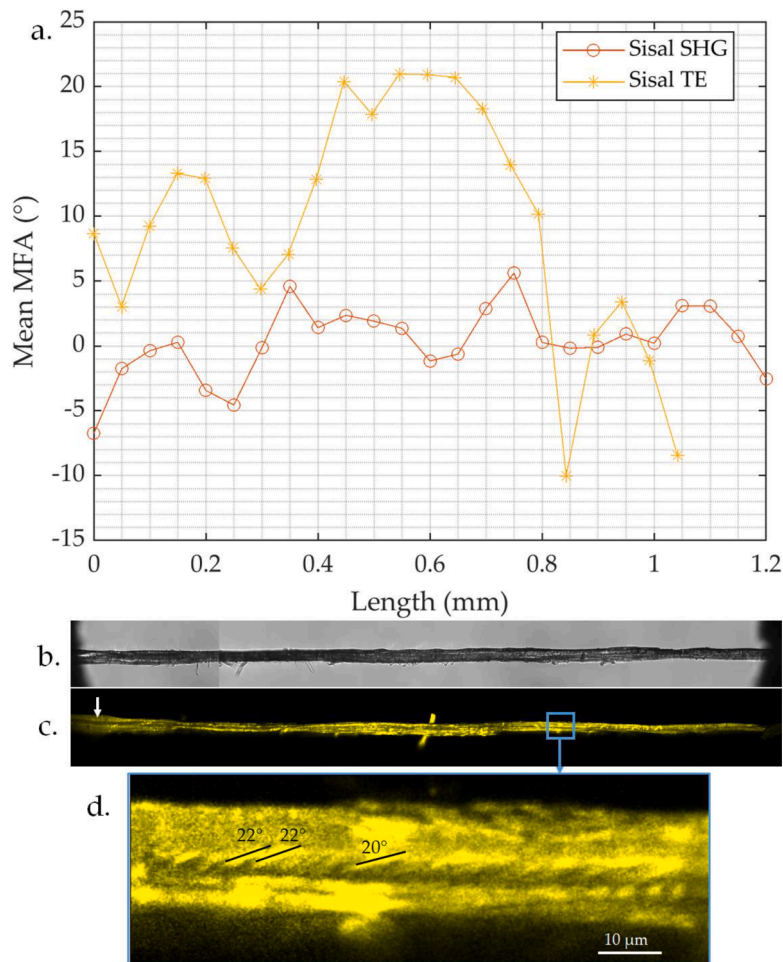 a.
25
20
15
10
5
0
-5
-10
-15
Mean MFA (°)
Sisal SHG
Sisal TE
0 0.2 0.4 0.6 0.8 1 1.2
Length (mm)
b.
c.
d.
22° 22° 20°
10 µm